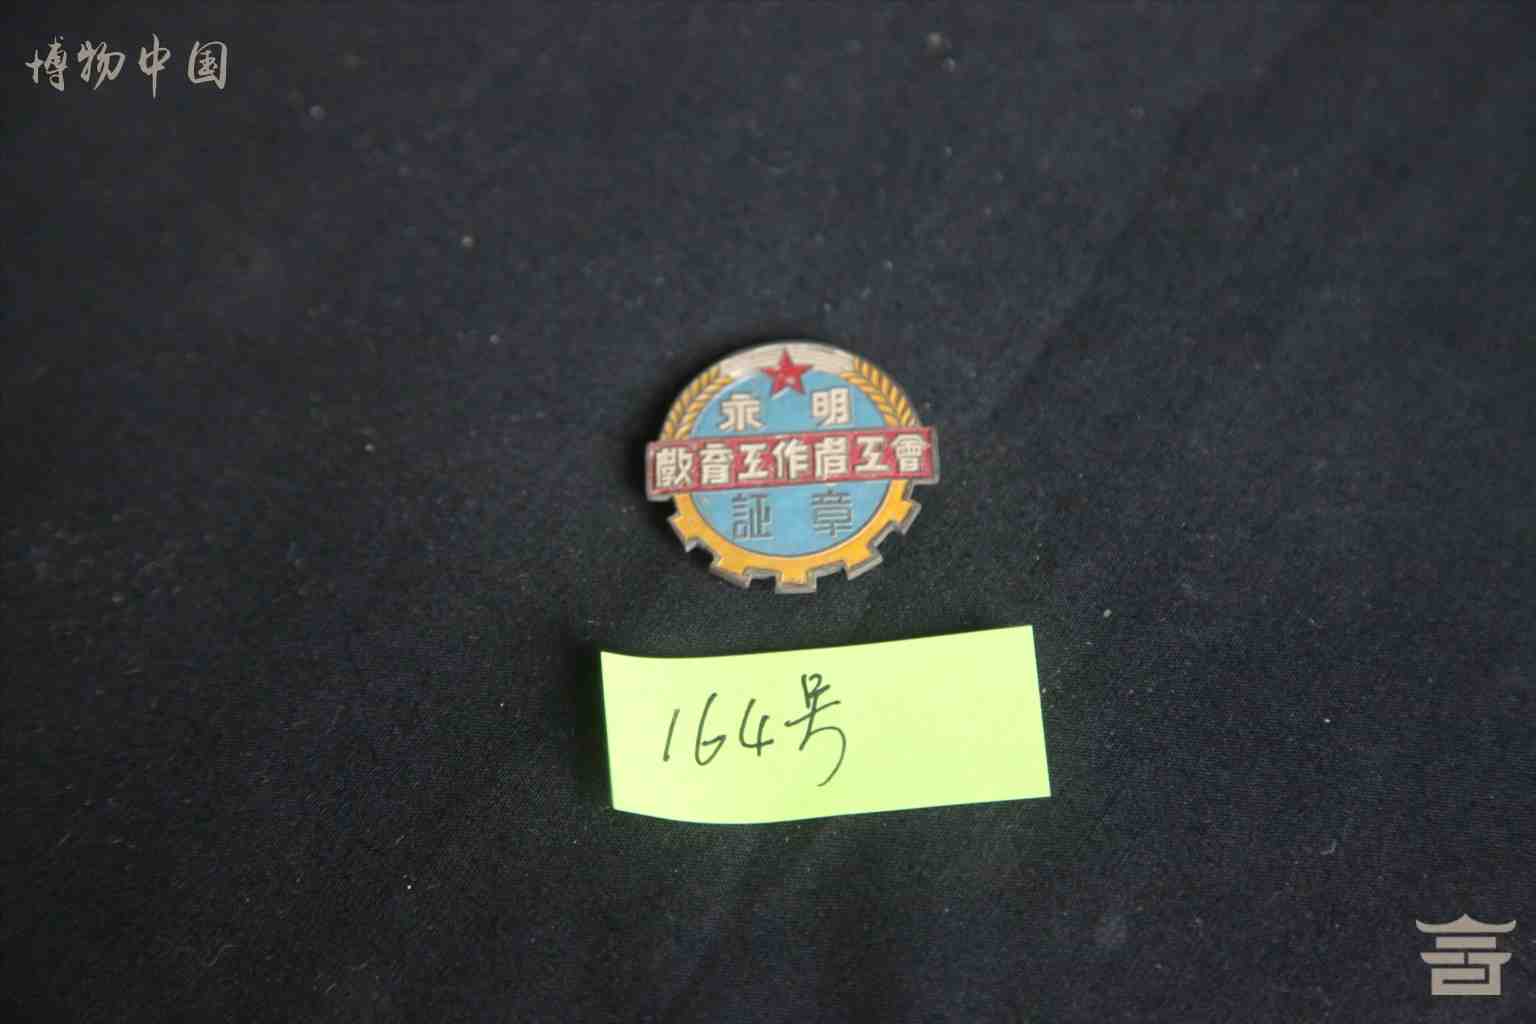 博物中国
永明
教育工作者工會
証章
164号